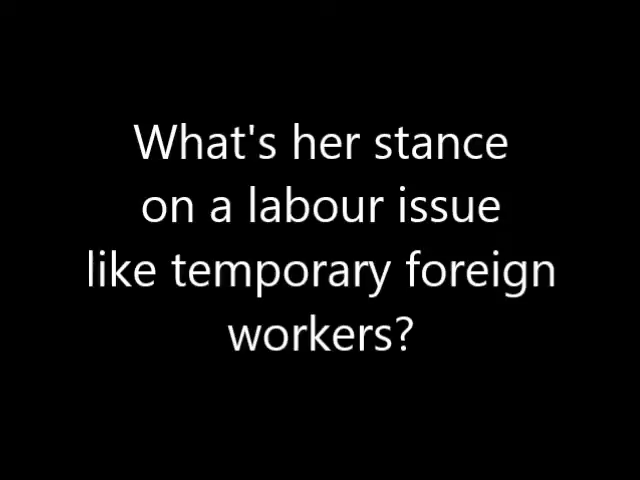 What's her stance
on a labour issue
like temporary foreign
workers?